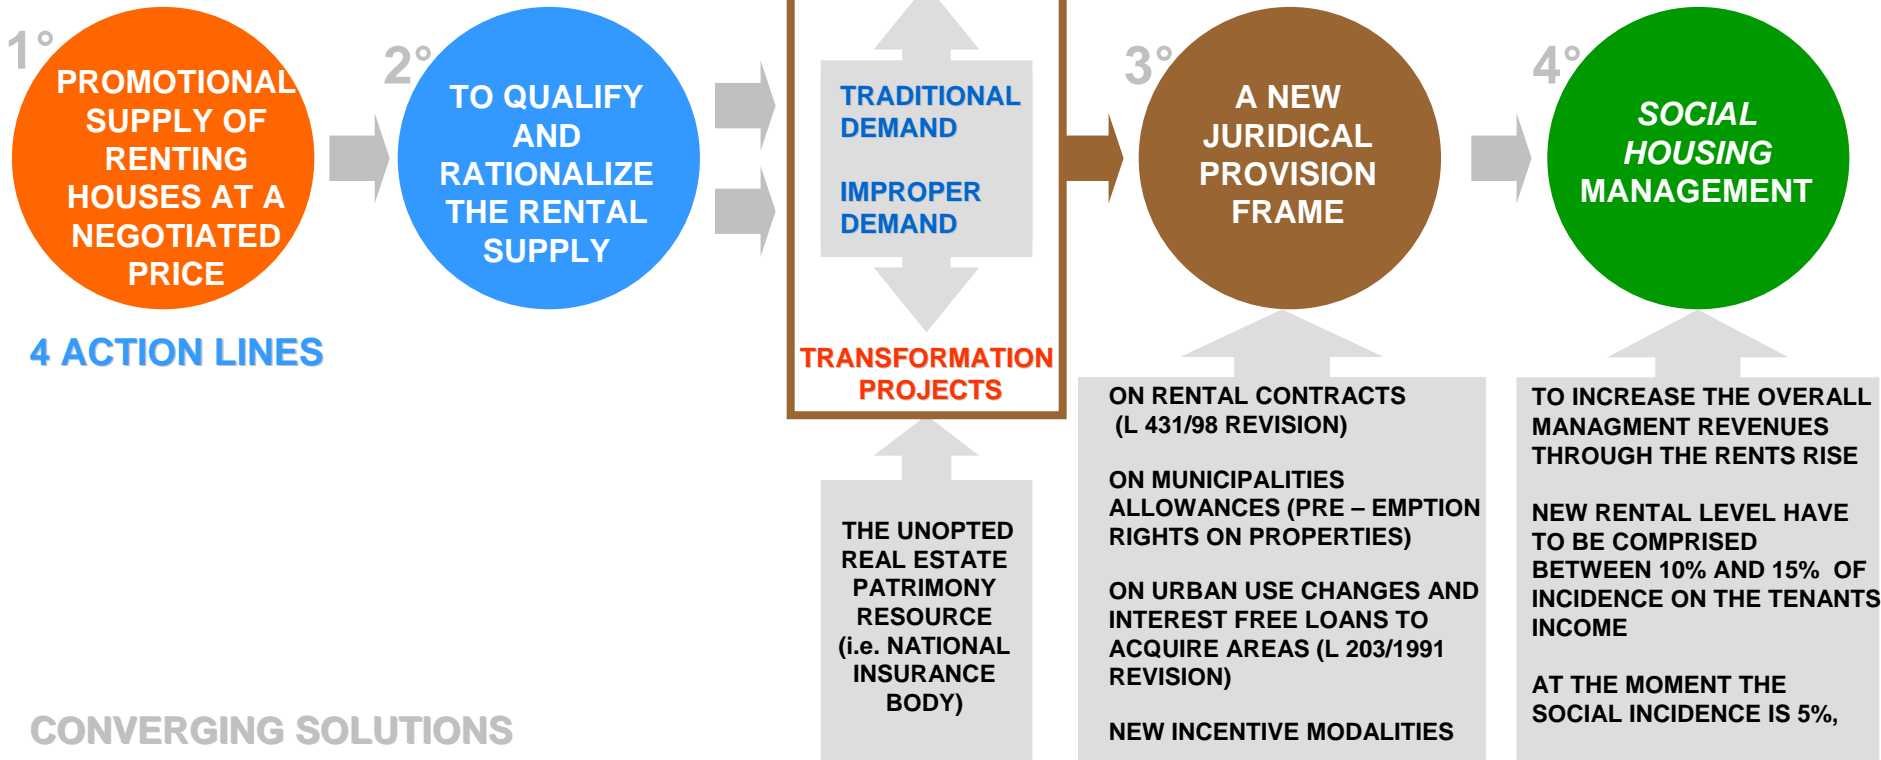 1°
PROMOTIONAL
SUPPLY OF
RENTING
HOUSES AT A
NEGOTIATED
PRICE
2°
TO QUALIFY
AND
RATIONALIZE
THE RENTAL
SUPPLY
TRADITIONAL
DEMAND
IMPROPER
DEMAND
TRANSFORMATION
PROJECTS
3°
A NEW
JURIDICAL
PROVISION
FRAME
4°
SOCIAL
HOUSING
MANAGEMENT
4 ACTION LINES
THE UNOPTED
REAL ESTATE
PATRIMONY
RESOURCE
(i.e. NATIONAL
INSURANCE
BODY)
ON RENTAL CONTRACTS
(L 431/98 REVISION)
ON MUNICIPALITIES
ALLOWANCES (PRE – EMPTION
RIGHTS ON PROPERTIES)
ON URBAN USE CHANGES AND
INTEREST FREE LOANS TO
ACQUIRE AREAS (L 203/1991
REVISION)
NEW INCENTIVE MODALITIES
TO INCREASE THE OVERALL
MANAGMENT REVENUES
THROUGH THE RENTS RISE
NEW RENTAL LEVEL HAVE
TO BE COMPRISED
BETWEEN 10% AND 15% OF
INCIDENCE ON THE TENANTS
INCOME
AT THE MOMENT THE
SOCIAL INCIDENCE IS 5%,
CONVERGING SOLUTIONS